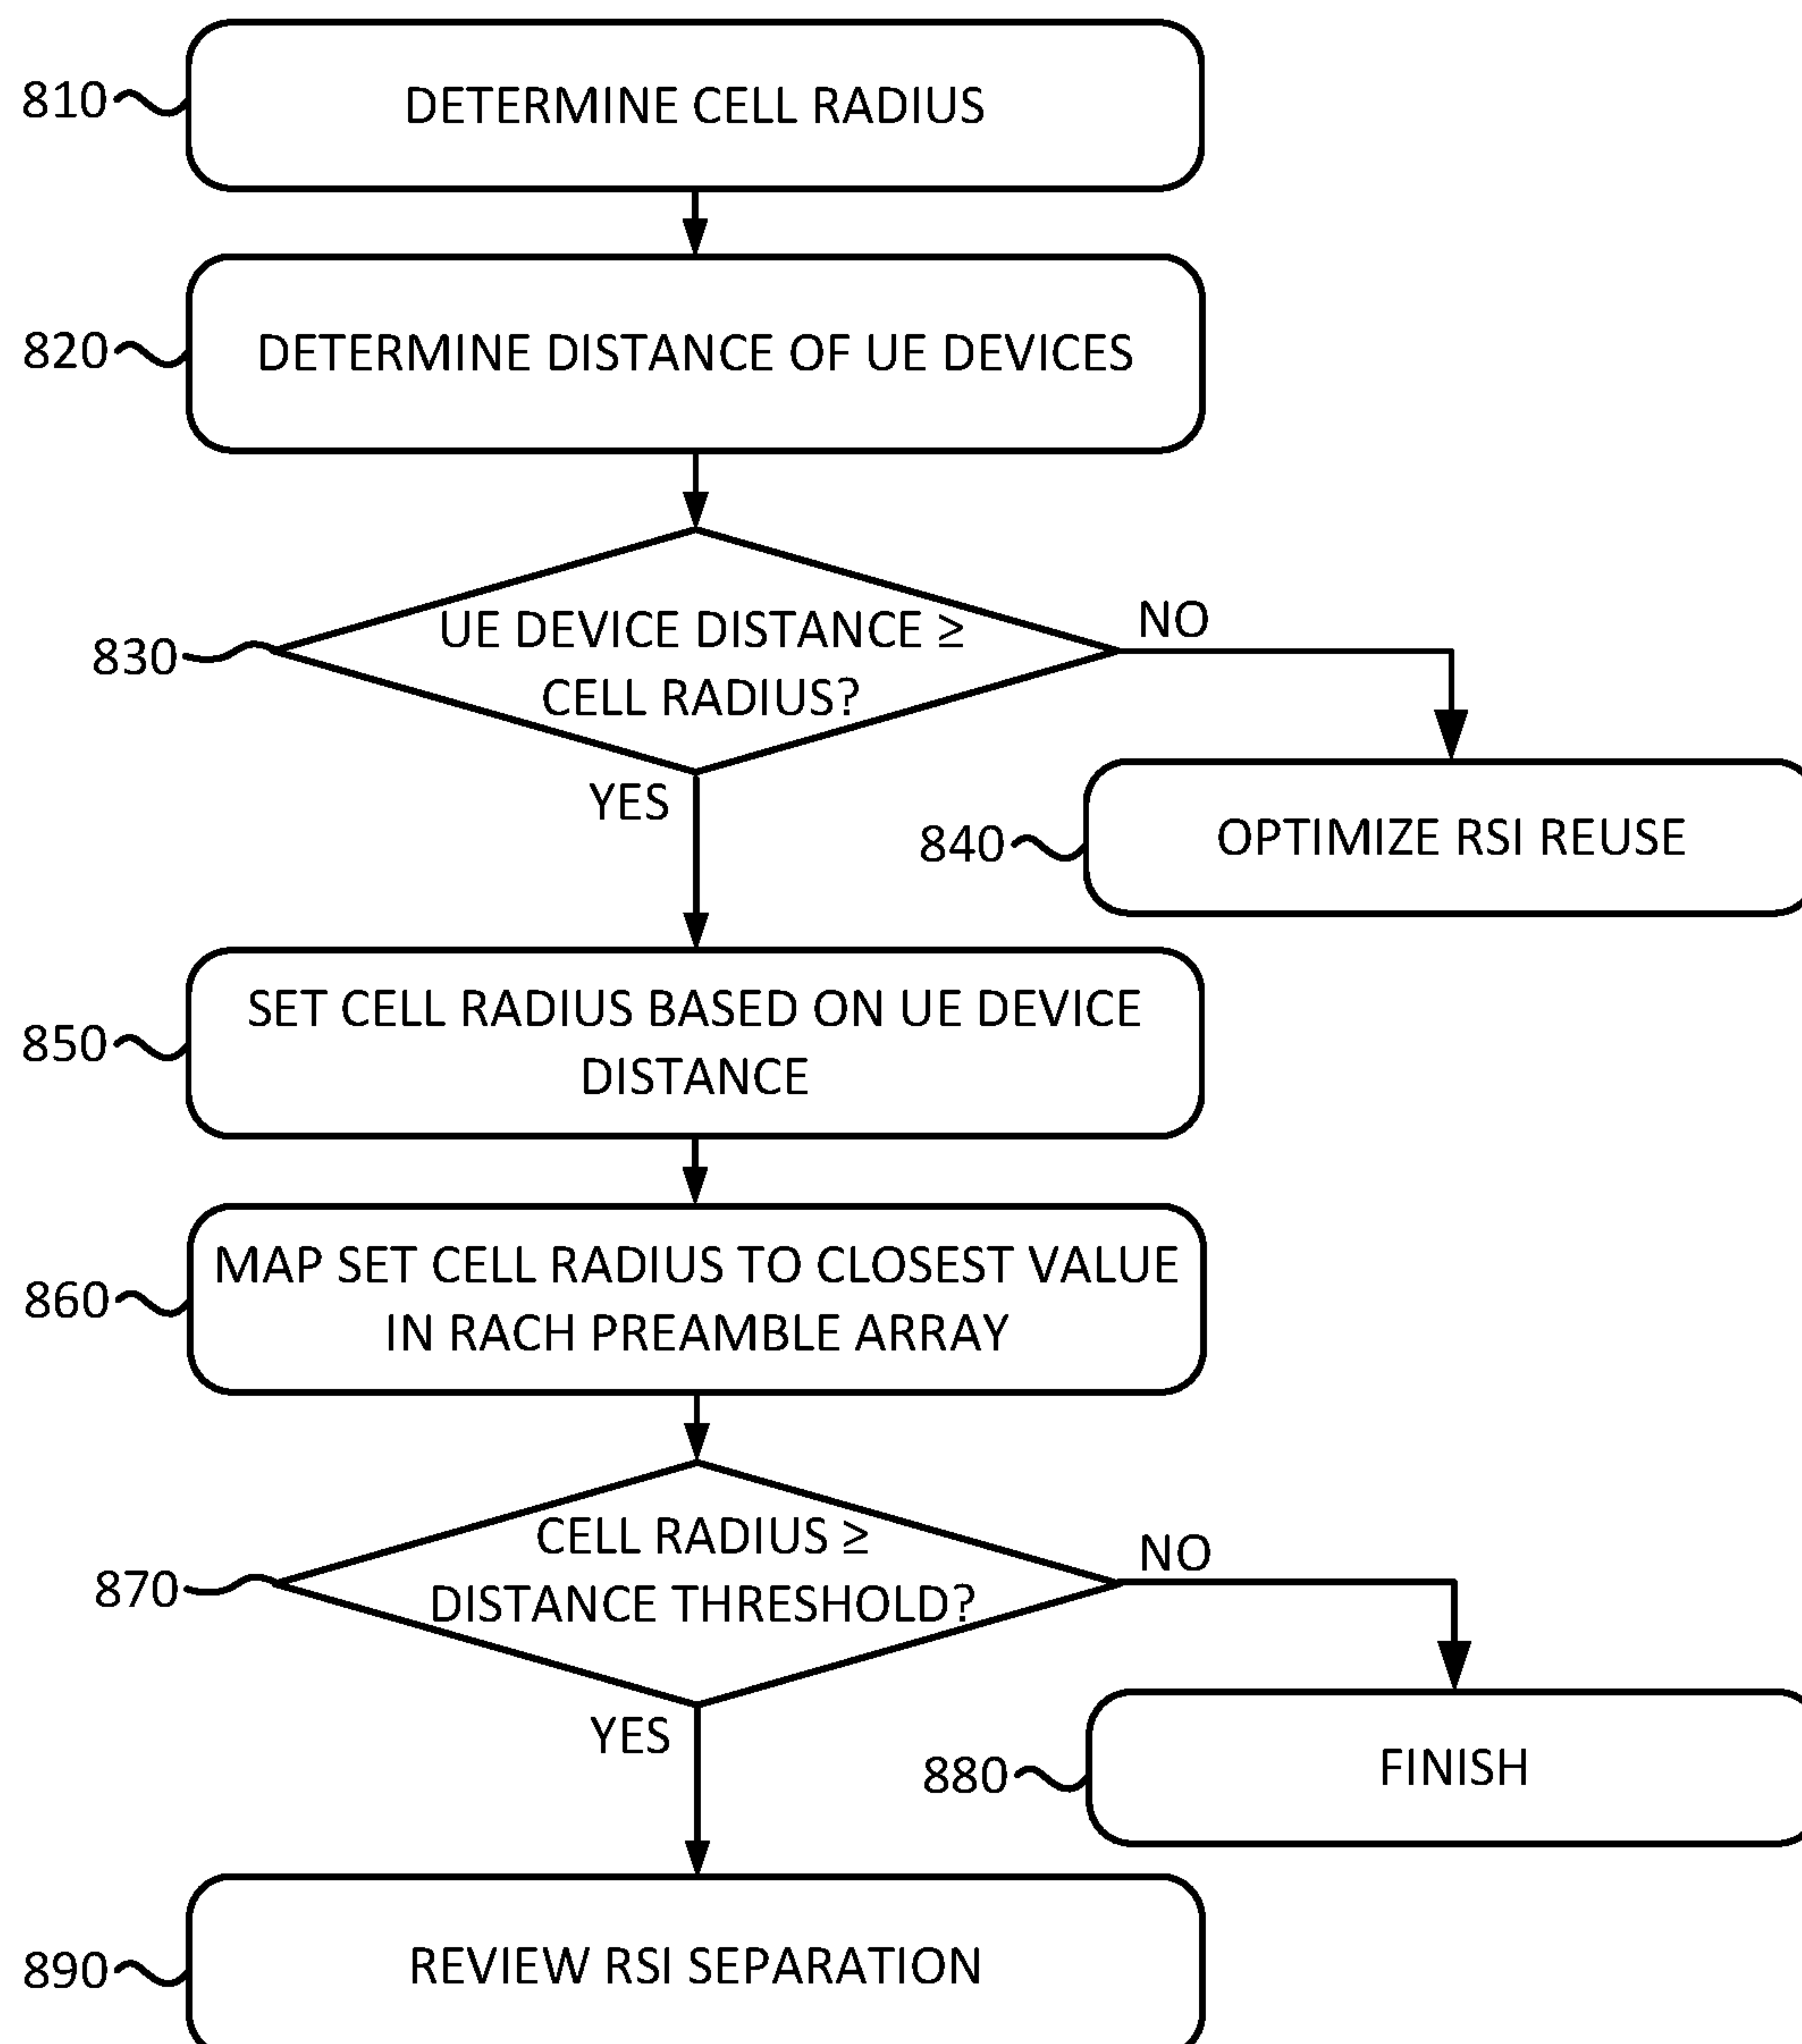 810
DETERMINE CELL RADIUS
820
DETERMINE DISTANCE OF UE DEVICES
830
UE DEVICE DISTANCE ≥
CELL RADIUS?
NO
YES
840
OPTIMIZE RSI REUSE
850
SET CELL RADIUS BASED ON UE DEVICE
DISTANCE
860
MAP SET CELL RADIUS TO CLOSEST VALUE
IN RACH PREAMBLE ARRAY
870
CELL RADIUS ≥
DISTANCE THRESHOLD?
NO
YES
880
FINISH
890
REVIEW RSI SEPARATION